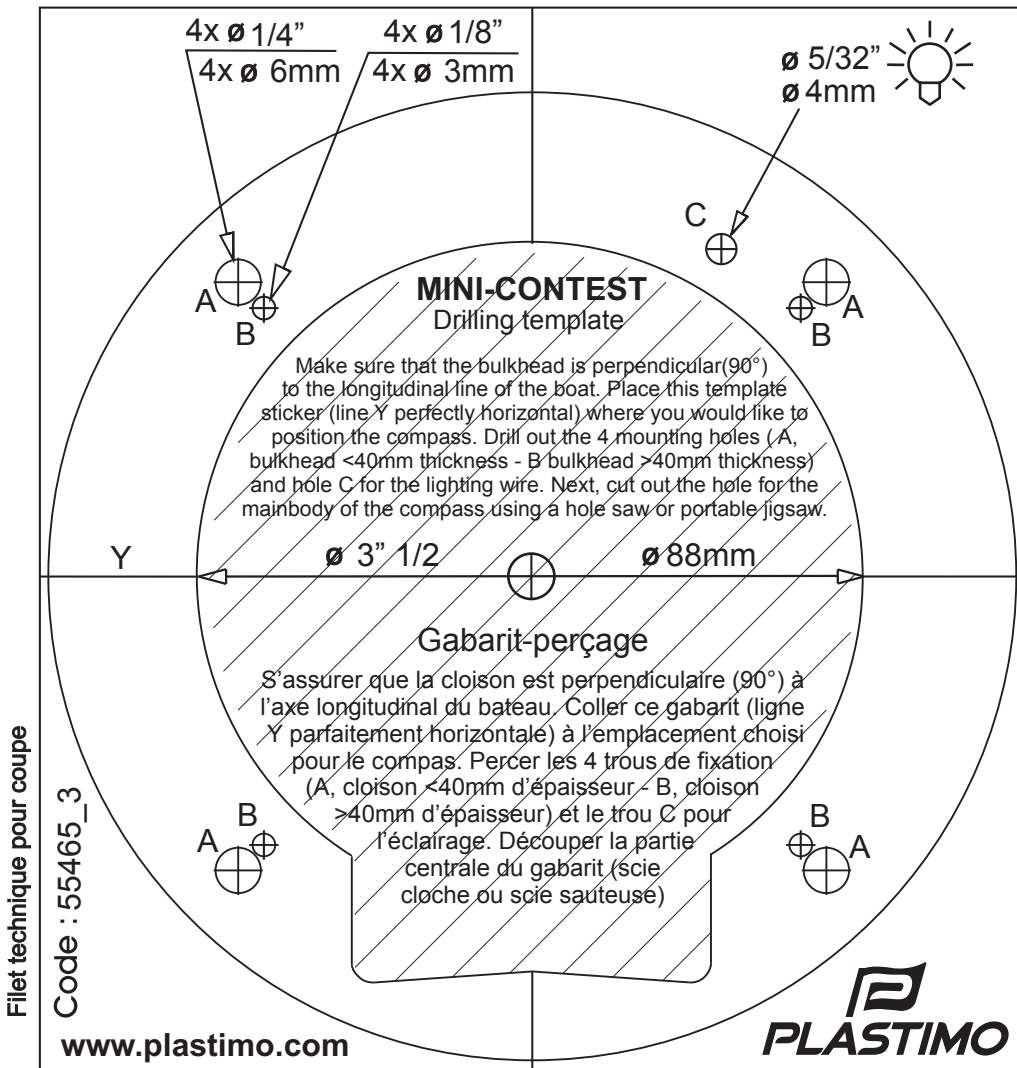 4x ø 1/4”
4x ø 6mm
4x ø 1/8”
4x ø 3mm
ø 5/32”
ø 4mm
C
A
B
B
A
MINI-CONTEST
Drilling template
Make sure that the bulkhead is perpendicular(90°)
to the longitudinal line of the boat. Place this template
sticker (line Y perfectly horizontal) where you would like to
position the compass. Drill out the 4 mounting holes ( A,
bulkhead <40mm thickness - B bulkhead >40mm thickness)
and hole C for the lighting wire. Next, cut out the hole for the
mainbody of the compass using a hole saw or portable jigsaw.
Y
ø 3” 1/2
ø 88mm
Gabarit-perçage
S’assurer que la cloison est perpendiculaire (90°) à
l’axe longitudinal du bateau. Coller ce gabarit (ligne
Y parfaitement horizontale) à l’emplacement choisi
pour le compas. Percer les 4 trous de fixation
(A, cloison <40mm d’épaisseur - B, cloison
>40mm d’épaisseur) et le trou C pour
l’éclairage. Découper la partie
centrale du gabarit (scie
cloche ou scie sauteuse)
B
A
B
A
Filet technique pour coupe
Code : 55465_3
www.plastimo.com
PLASTIMO